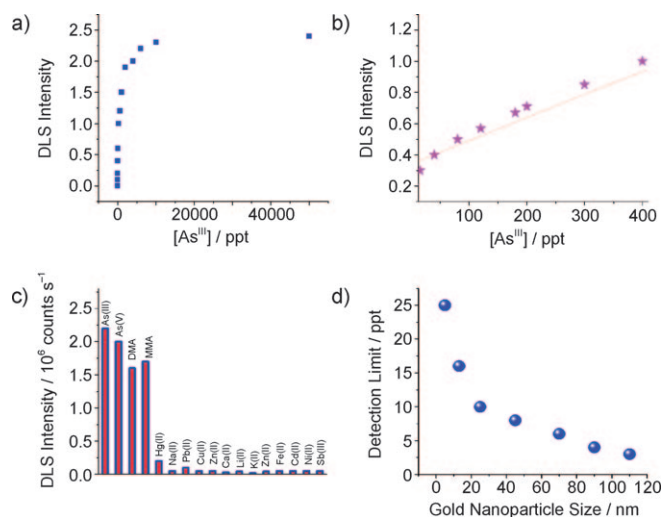 a)
DLS Intensity
2.5
2.0
1.5
1.0
0.5
0.0
0 20000 40000
[As^III] / ppt
b)
DLS Intensity
1.0
0.8
0.6
0.4
0.2
100 200 300 400
[As^III] / ppt
c)
DLS Intensity / 10⁶ counts s⁻¹
2.5
2.0
1.5
1.0
0.5
0.0
As(III)
As(V)
DMA
MMA
Hg(II)
Na(II)
Pb(II)
Cu(II)
Zn(II)
Ca(II)
Li(II)
K(II)
Zn(II)
Fe(II)
Cd(II)
Ni(II)
Sb(III)
d)
Detection Limit / ppt
25
20
15
10
5
0
0 20 40 60 80 100 120
Gold Nanoparticle Size / nm